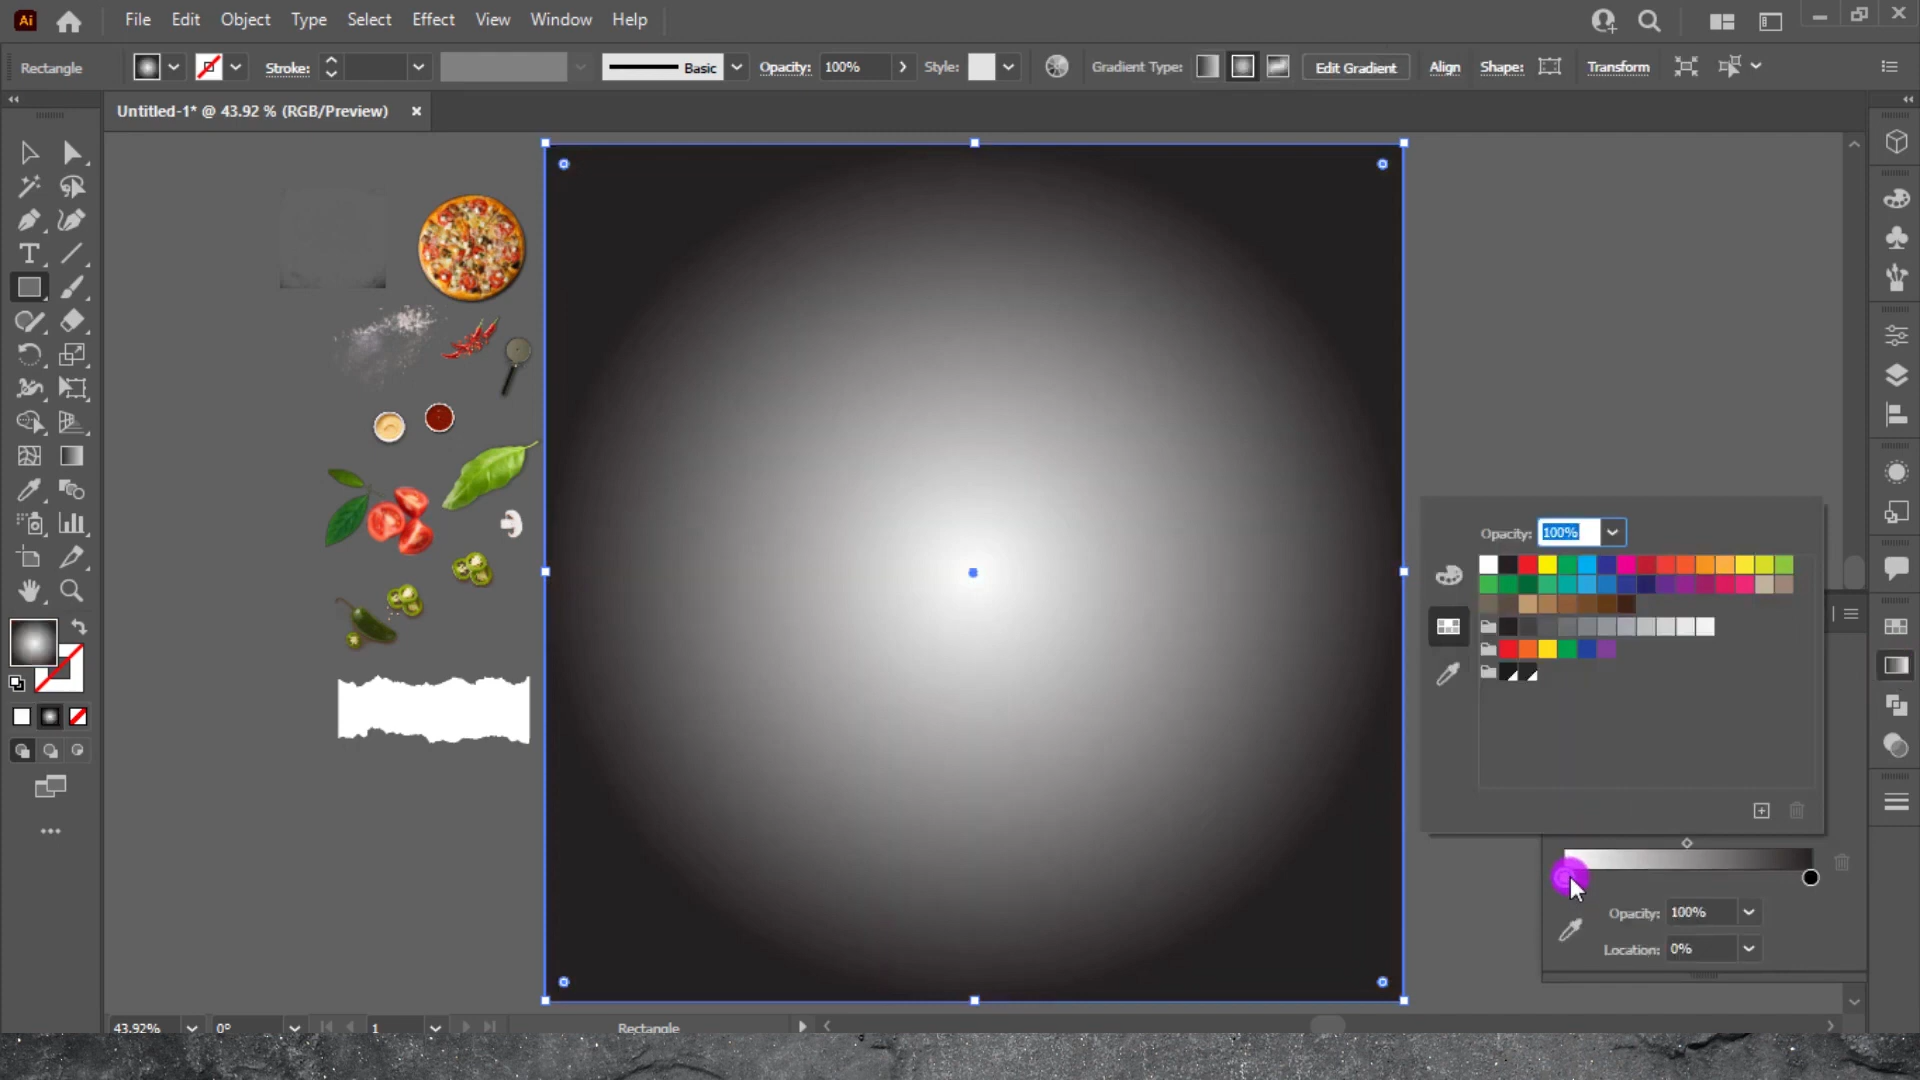 Ai File Edit Object Type Select Effect View Window Help
Rectangle Stroke: Basic Opacity: 100% Style: Gradient Type: Edit Gradient Align Shape: Transform
Untitled-1* @ 43.92 % (RGB/Preview) ×
Opacity: 100%
Opacity: 100%
Location: 0%
43.92% 0° 1 Rectangle